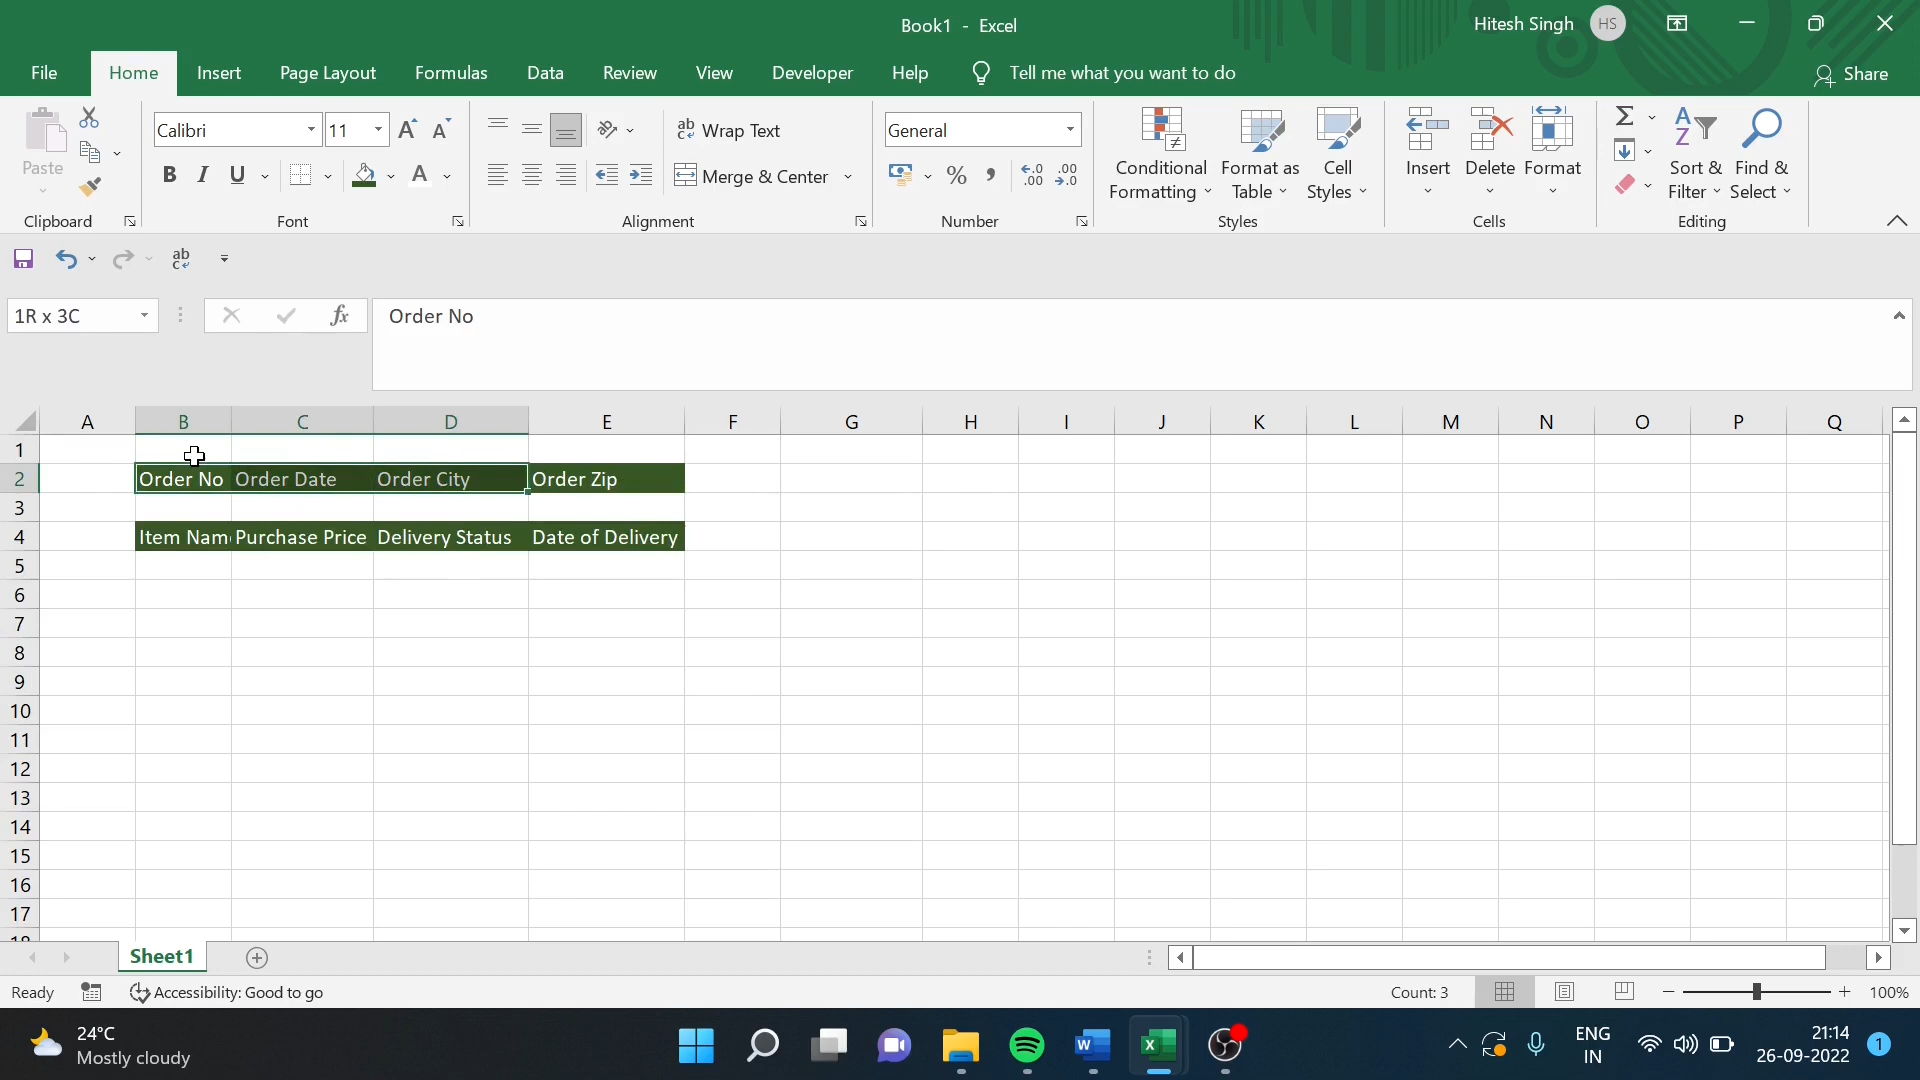 Book1 - Excel
Hitesh Singh HS
File Home Insert Page Layout Formulas Data Review View Developer Help Tell me what you want to do Share
Paste
Calibri 11
Wrap Text
General
B I U A
Merge & Center
% , .00 .0
Conditional Formatting
Format as Table
Cell Styles
Insert Delete Format
Sort & Filter
Find & Select
Clipboard Font Alignment Number Styles Cells Editing
1R x 3C fx Order No
A B C D E F G H I J K L M N O P Q
1
2 Order No Order Date Order City Order Zip
3
4 Item Nam Purchase Price Delivery Status Date of Delivery
5
6
7
8
9
10
11
12
13
14
15
16
17
18
Sheet1
Ready Accessibility: Good to go Count: 3 100%
24°C
Mostly cloudy
ENG
IN
21:14
26-09-2022
1